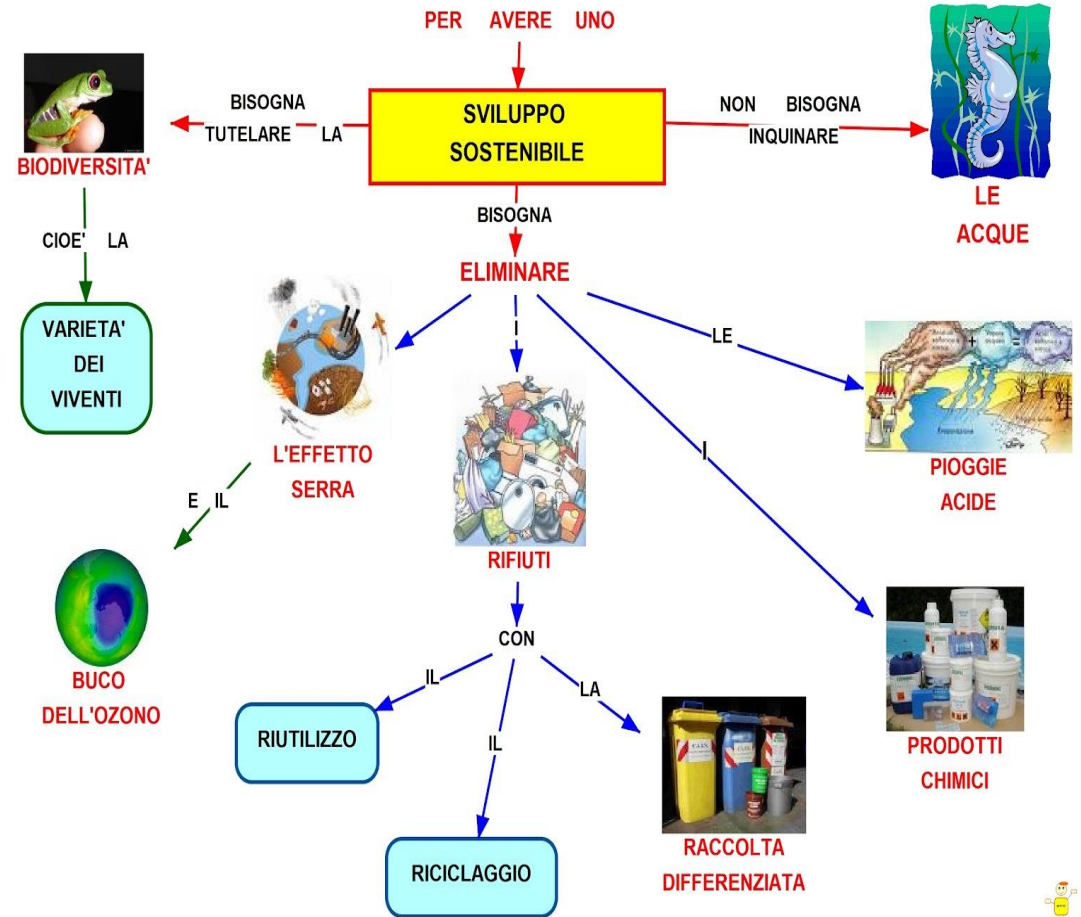 PER AVERE UNO
SVILUPPO
SOSTENIBILE
BISOGNA
TUTELARE LA
BIODIVERSITA'
CIOE' LA
VARIETA'
DEI
VIVENTI
NON BISOGNA
INQUINARE
LE
ACQUE
BISOGNA
ELIMINARE
L'EFFETTO
SERRA
E IL
BUCO
DELL'OZONO
I
RIFIUTI
CON
IL
RIUTILIZZO
IL
RICICLAGGIO
LA
RACCOLTA
DIFFERENZIATA
I
PRODOTTI
CHIMICI
LE
PIOGGIE
ACIDE
+
=
Evaporazione